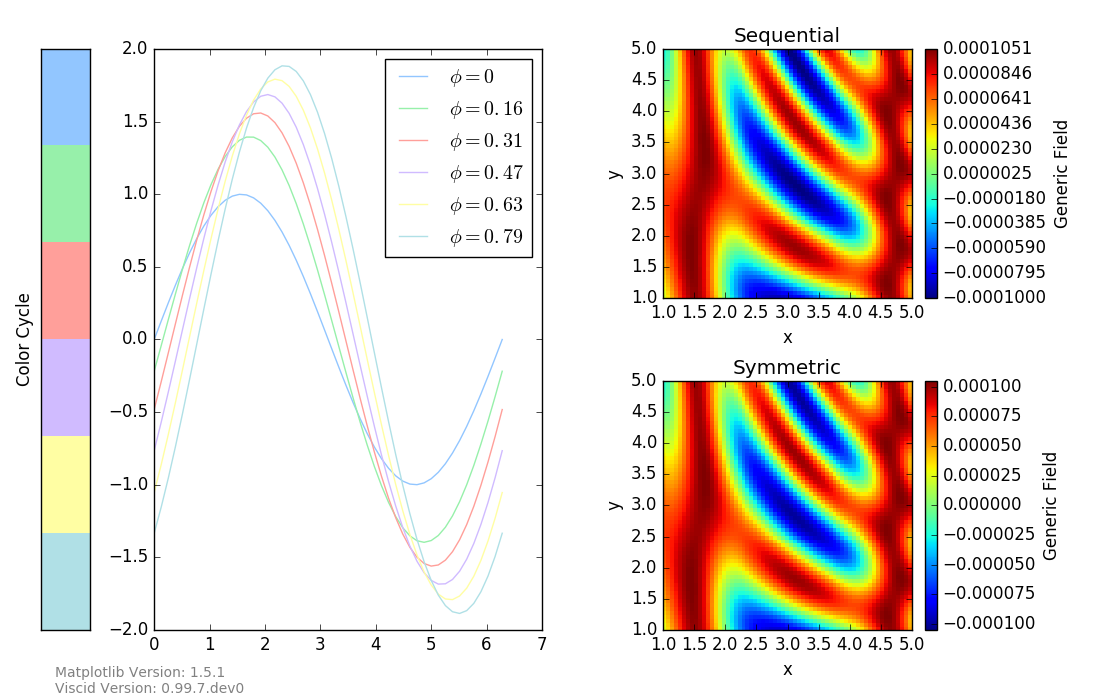 Color Cycle
2.0
1.5
1.0
0.5
0.0
−0.5
−1.0
−1.5
−2.0
0 1 2 3 4 5 6 7
ϕ = 0
ϕ = 0.16
ϕ = 0.31
ϕ = 0.47
ϕ = 0.63
ϕ = 0.79
Sequential
y
5.0
4.5
4.0
3.5
3.0
2.5
2.0
1.5
1.0
1.0 1.5 2.0 2.5 3.0 3.5 4.0 4.5 5.0
x
0.0001051
0.0000846
0.0000641
0.0000436
0.0000230
0.0000025
−0.0000180
−0.0000385
−0.0000590
−0.0000795
−0.0001000
Generic Field
Symmetric
y
5.0
4.5
4.0
3.5
3.0
2.5
2.0
1.5
1.0
1.0 1.5 2.0 2.5 3.0 3.5 4.0 4.5 5.0
x
0.000100
0.000075
0.000050
0.000025
0.000000
−0.000025
−0.000050
−0.000075
−0.000100
Generic Field
Matplotlib Version: 1.5.1
Viscid Version: 0.99.7.dev0